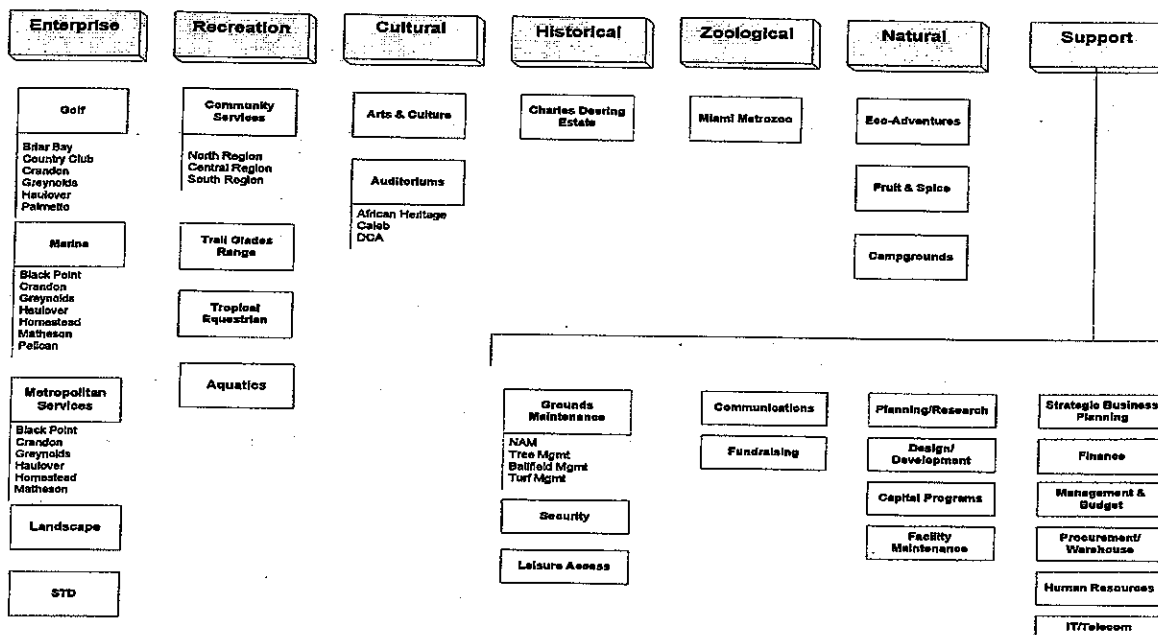 Enterprise
Recreation
Cultural
Historical
Zoological
Natural
Support
Golf
Briar Bay
Country Club
Crandon
Greynolds
Haulover
Palmetto
Marina
Black Point
Crandon
Greynolds
Haulover
Homestead
Matheson
Pelican
Metropolitan
Services
Black Point
Crandon
Greynolds
Haulover
Homestead
Matheson
Landscape
STD
Community
Services
North Region
Central Region
South Region
Trail Glades
Range
Tropical
Equestrian
Aquatics
Arts & Culture
Auditoriums
African Heritage
Caleb
DCA
Charles Deering
Estate
Miami Metrozoo
Eco-Adventures
Fruit & Spice
Campgrounds
Grounds
Maintenance
NAM
Tree Mgmt
Ballfield Mgmt
Turf Mgmt
Security
Leisure Access
Communications
Fundraising
Planning/Research
Design/
Development
Capital Programs
Facility
Maintenance
Strategic Business
Planning
Finance
Management &
Budget
Procurement/
Warehouse
Human Resources
IT/Telecom